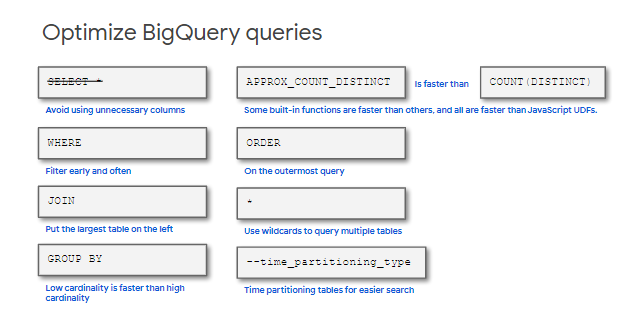 Optimize BigQuery queries
SELECT *
Avoid using unnecessary columns
APPROX_COUNT_DISTINCT Is faster than COUNT(DISTINCT)
Some built-in functions are faster than others, and all are faster than JavaScript UDFs.
WHERE
Filter early and often
ORDER
On the outermost query
JOIN
Put the largest table on the left
*
Use wildcards to query multiple tables
GROUP BY
Low cardinality is faster than high
cardinality
--time_partitioning_type
Time partitioning tables for easier search